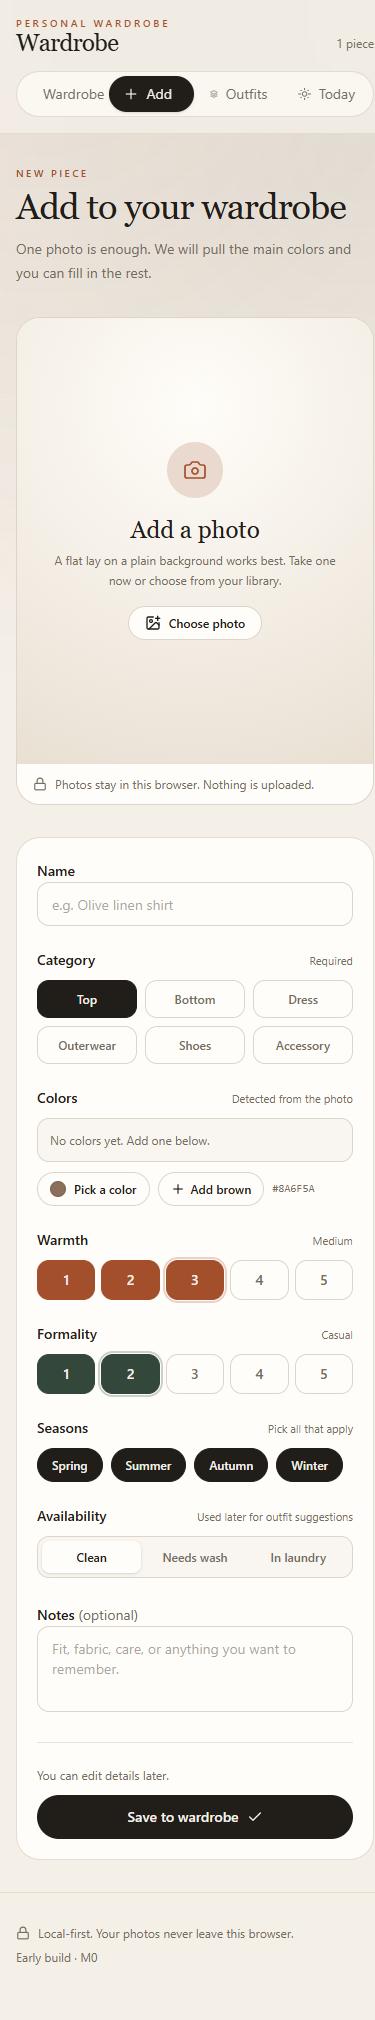 PERSONAL WARDROBE
Wardrobe
1 piece
Wardrobe
Add
Outfits
Today
NEW PIECE
Add to your wardrobe
One photo is enough. We will pull the main colors and
you can fill in the rest.
Add a photo
A flat lay on a plain background works best. Take one
now or choose from your library.
Choose photo
Photos stay in this browser. Nothing is uploaded.
Name
e.g. Olive linen shirt
Category
Required
Top
Bottom
Dress
Outerwear
Shoes
Accessory
Colors
Detected from the photo
No colors yet. Add one below.
Pick a color
Add brown
#8A6F5A
Warmth
Medium
1
2
3
4
5
Formality
Casual
1
2
3
4
5
Seasons
Pick all that apply
Spring
Summer
Autumn
Winter
Availability
Used later for outfit suggestions
Clean
Needs wash
In laundry
Notes (optional)
Fit, fabric, care, or anything you want to
remember.
You can edit details later.
Save to wardrobe
Local-first. Your photos never leave this browser.
Early build · M0